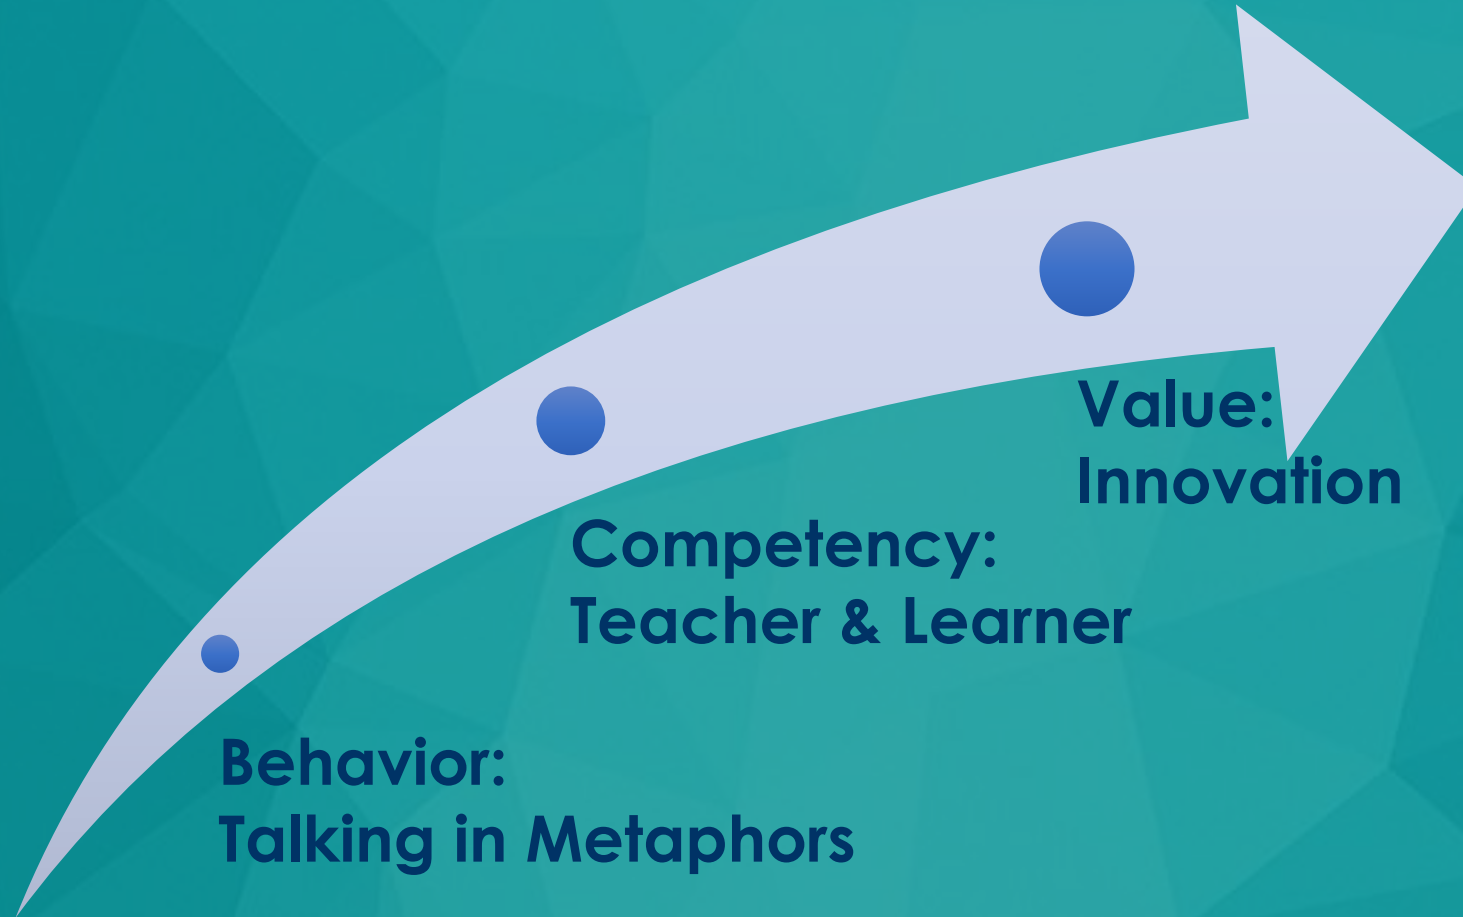 Value:
Innovation
Competency:
Teacher & Learner
Behavior:
Talking in Metaphors